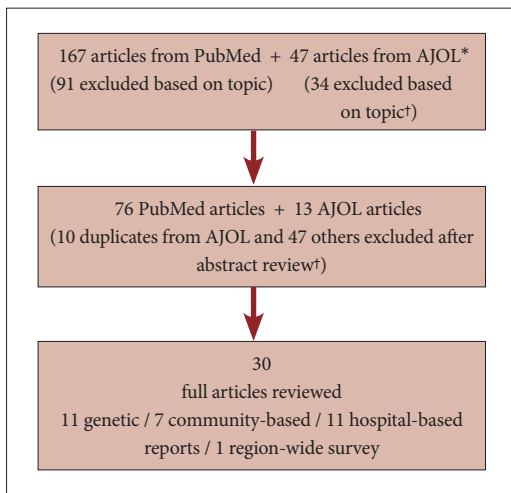 167 articles from PubMed + 47 articles from AJOL*
(91 excluded based on topic) (34 excluded based
on topic†)
76 PubMed articles + 13 AJOL articles
(10 duplicates from AJOL and 47 others excluded after
abstract review†)
30
full articles reviewed
11 genetic / 7 community-based / 11 hospital-based
reports / 1 region-wide survey